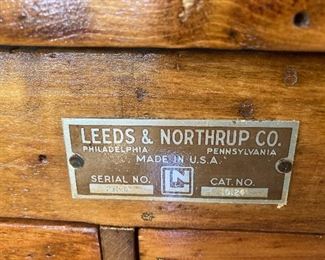 LEEDS & NORTHRUP CO.
PHILADELPHIA PENNSYLVANIA
MADE IN U.S.A.
SERIAL NO. LN CAT. NO.